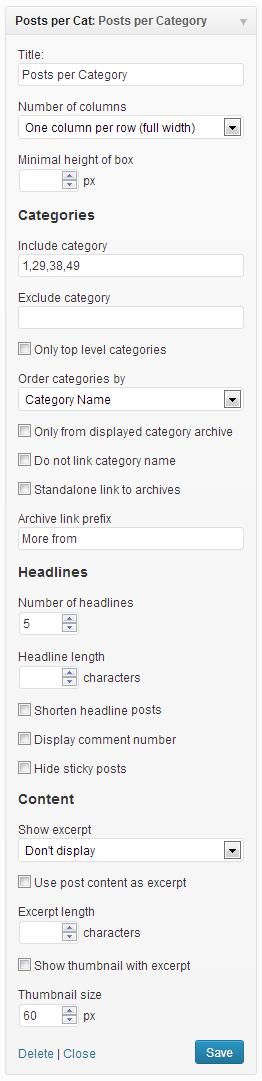 Posts per Cat: Posts per Category
Title:
Posts per Category
Number of columns
One column per row (full width)
Minimal height of box
px
Categories
Include category
1,29,38,49
Exclude category
Only top level categories
Order categories by
Category Name
Only from displayed category archive
Do not link category name
Standalone link to archives
Archive link prefix
More from
Headlines
Number of headlines
5
Headline length
characters
Shorten headline posts
Display comment number
Hide sticky posts
Content
Show excerpt
Don't display
Use post content as excerpt
Excerpt length
characters
Show thumbnail with excerpt
Thumbnail size
60 px
Delete | Close Save